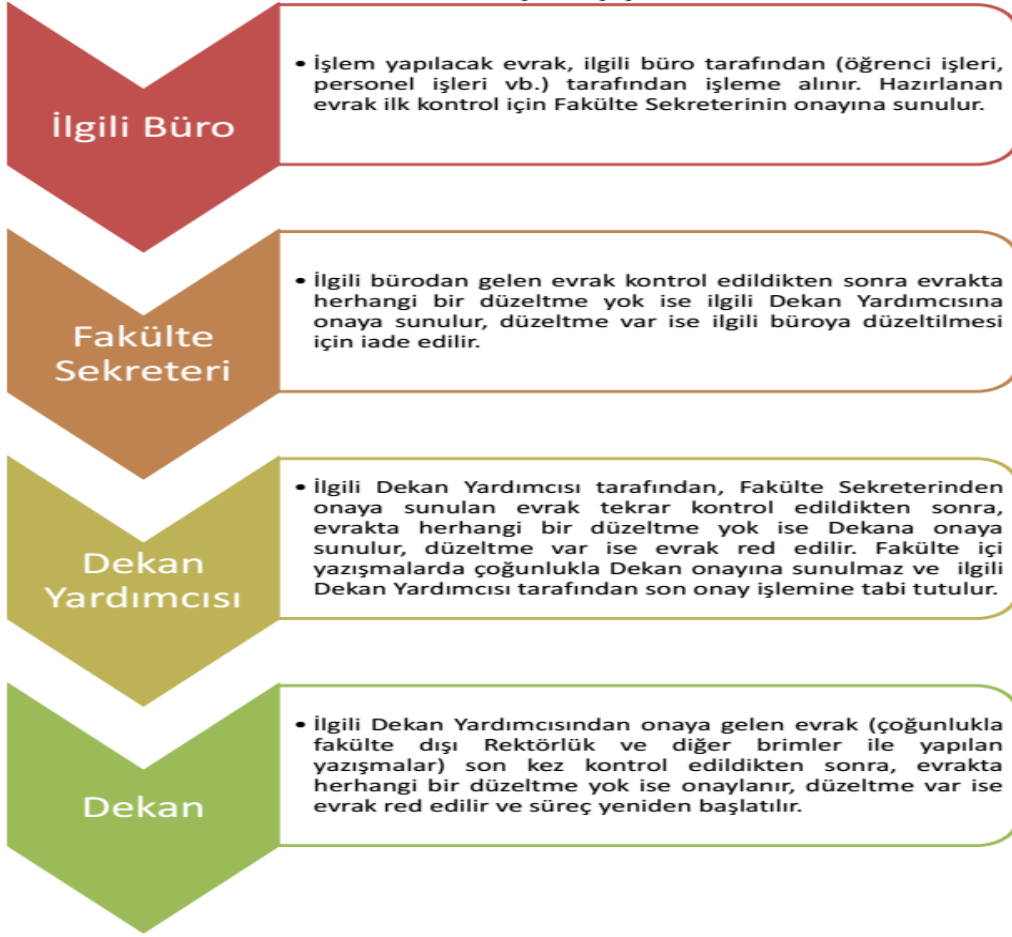 İlgili Büro
• İşlem yapılacak evrak, ilgili büro tarafından (öğrenci işleri,
personel işleri vb.) tarafından işleme alınır. Hazırlanan
evrak ilk kontrol için Fakülte Sekreterinin onayına sunulur.
Fakülte
Sekreteri
• İlgili bürodan gelen evrak kontrol edildikten sonra evrakta
herhangi bir düzeltme yok ise ilgili Dekan Yardımcısına
onaya sunulur, düzeltme var ise ilgili büroya düzeltilmesi
için iade edilir.
Dekan
Yardımcısı
• İlgili Dekan Yardımcısı tarafından, Fakülte Sekreterinden
onaya sunulan evrak tekrar kontrol edildikten sonra,
evrakta herhangi bir düzeltme yok ise Dekana onaya
sunulur, düzeltme var ise evrak red edilir. Fakülte içi
yazışmalarda çoğunlukla Dekan onayına sunulmaz ve ilgili
Dekan Yardımcısı tarafından son onay işlemine tabi tutulur.
Dekan
• İlgili Dekan Yardımcısından onaya gelen evrak (çoğunlukla
fakülte dışı Rektörlük ve diğer brimler ile yapılan
yazışmalar) son kez kontrol edildikten sonra, evrakta
herhangi bir düzeltme yok ise onaylanır, düzeltme var ise
evrak red edilir ve süreç yeniden başlatılır.